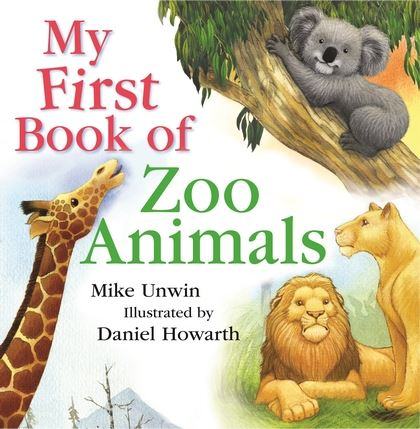 My
First
Book of
Zoo
Animals
Mike Unwin
Illustrated by
Daniel Howarth